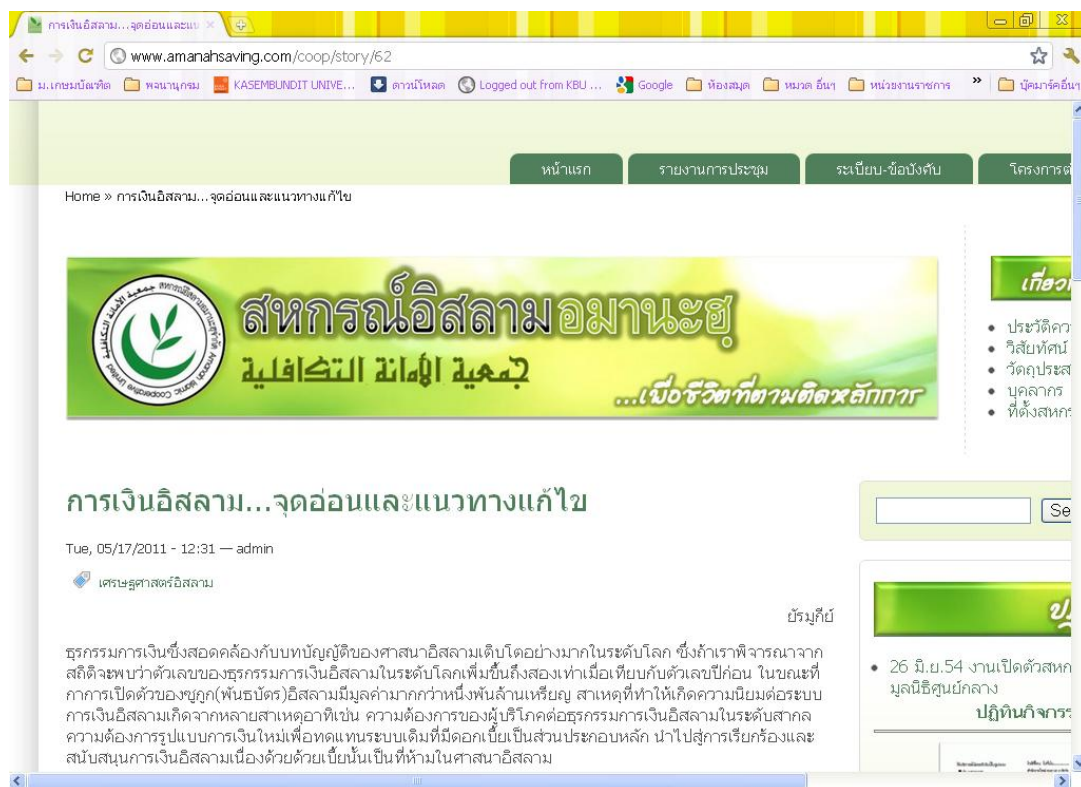 การเงินอิสลาม...จุดอ่อนและแน
www.amanahsaving.com/coop/story/62
ม.เกษมบัณฑิต พจนานุกรม KASEMBUNDIT UNIVE... ดาวน์โหลด Logged out from KBU ... Google ห้องสมุด หมวด อื่นๆ หน่วยงานราชการ » บุ๊คมาร์คอื่นๆ
หน้าแรก รายงานการประชุม ระเบียบ-ข้อบังคับ โครงการต่
Home » การเงินอิสลาม...จุดอ่อนและแนวทางแก้ไข
สหกรณ์อิสลามอมานะฮฺ
جمعية الأمانة التكافلية
...เพื่อชีวิตที่ตามติดหลักการ
เกี่ยวกั
ประวัติควา
วิสัยทัศน์
วัตถุประส
บุคลากร
ที่ตั้งสหกร
การเงินอิสลาม...จุดอ่อนและแนวทางแก้ไข
Se
Tue, 05/17/2011 - 12:31 — admin
เศรษฐศาสตร์อิสลาม
ยัรมูกีย์
ธุรกรรมการเงินซึ่งสอดคล้องกับบทบัญญัติของศาสนาอิสลามเติบโตอย่างมากในระดับโลก ซึ่งถ้าเราพิจารณาจาก
สถิติจะพบว่าตัวเลขของธุรกรรมการเงินอิสลามในระดับโลกเพิ่มขึ้นถึงสองเท่าเมื่อเทียบกับตัวเลขปีก่อน ในขณะที่
กาการเปิดตัวของซูกูก(พันธบัตร)อิสลามมีมูลค่ามากกว่าหนึ่งพันล้านเหรียญ สาเหตุที่ทำให้เกิดความนิยมต่อระบบ
การเงินอิสลามเกิดจากหลายสาเหตุอาทิเช่น ความต้องการของผู้บริโภคต่อธุรกรรมการเงินอิสลามในระดับสากล
ความต้องการรูปแบบการเงินใหม่เพื่อทดแทนระบบเดิมที่มีดอกเบี้ยเป็นส่วนประกอบหลัก นำไปสู่การเรียกร้องและ
สนับสนุนการเงินอิสลามเนื่องด้วยด้วยเบี้ยนั้นเป็นที่ห้ามในศาสนาอิสลาม
26 มิ.ย.54 งานเปิดตัวสหก
มูลนิธิศูนย์กลาง
ปฏิทินกิจกรร